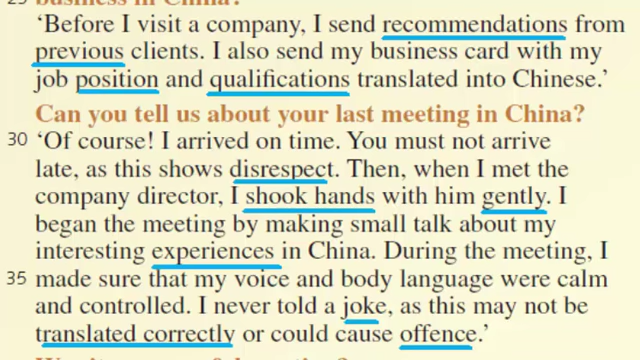 25 business in China?
‘Before I visit a company, I send recommendations from
previous clients. I also send my business card with my
job position and qualifications translated into Chinese.’
Can you tell us about your last meeting in China?
30 ‘Of course! I arrived on time. You must not arrive
late, as this shows disrespect. Then, when I met the
company director, I shook hands with him gently. I
began the meeting by making small talk about my
interesting experiences in China. During the meeting, I
35 made sure that my voice and body language were calm
and controlled. I never told a joke, as this may not be
translated correctly or could cause offence.’